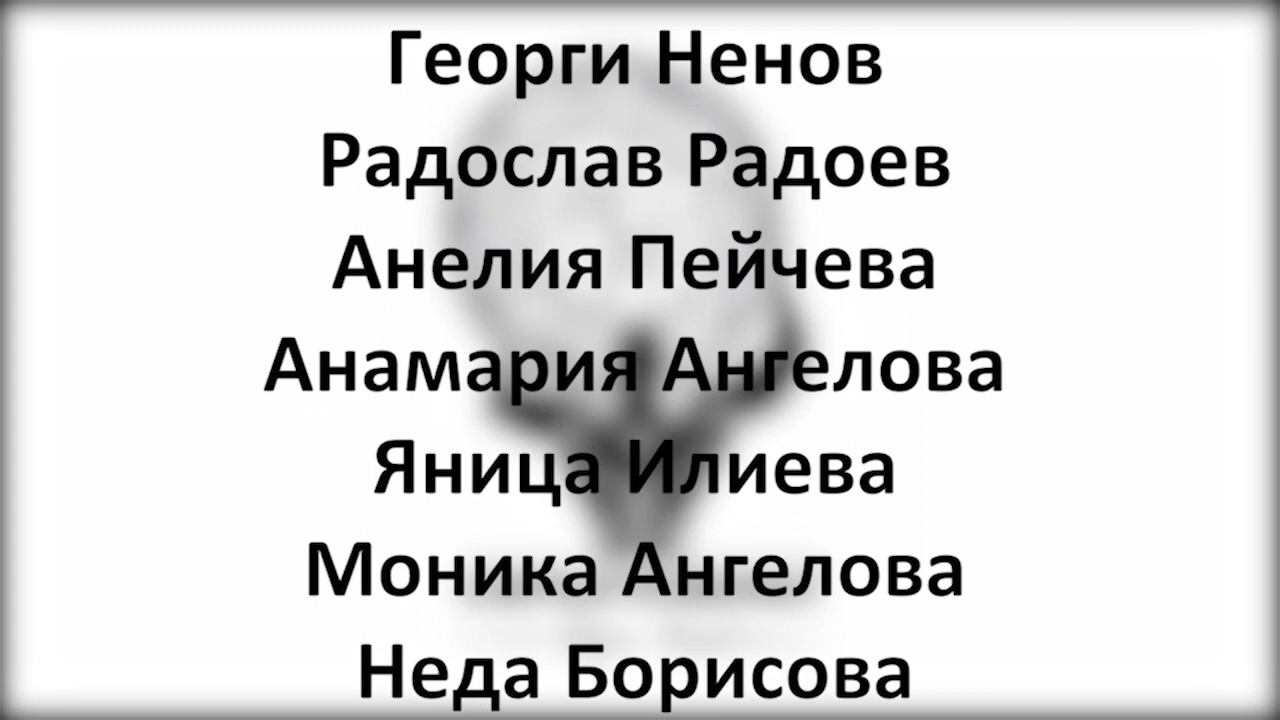 Георги Ненов
Радослав Радоев
Анелия Пейчева
Анамария Ангелова
Яница Илиева
Моника Ангелова
Неда Борисова